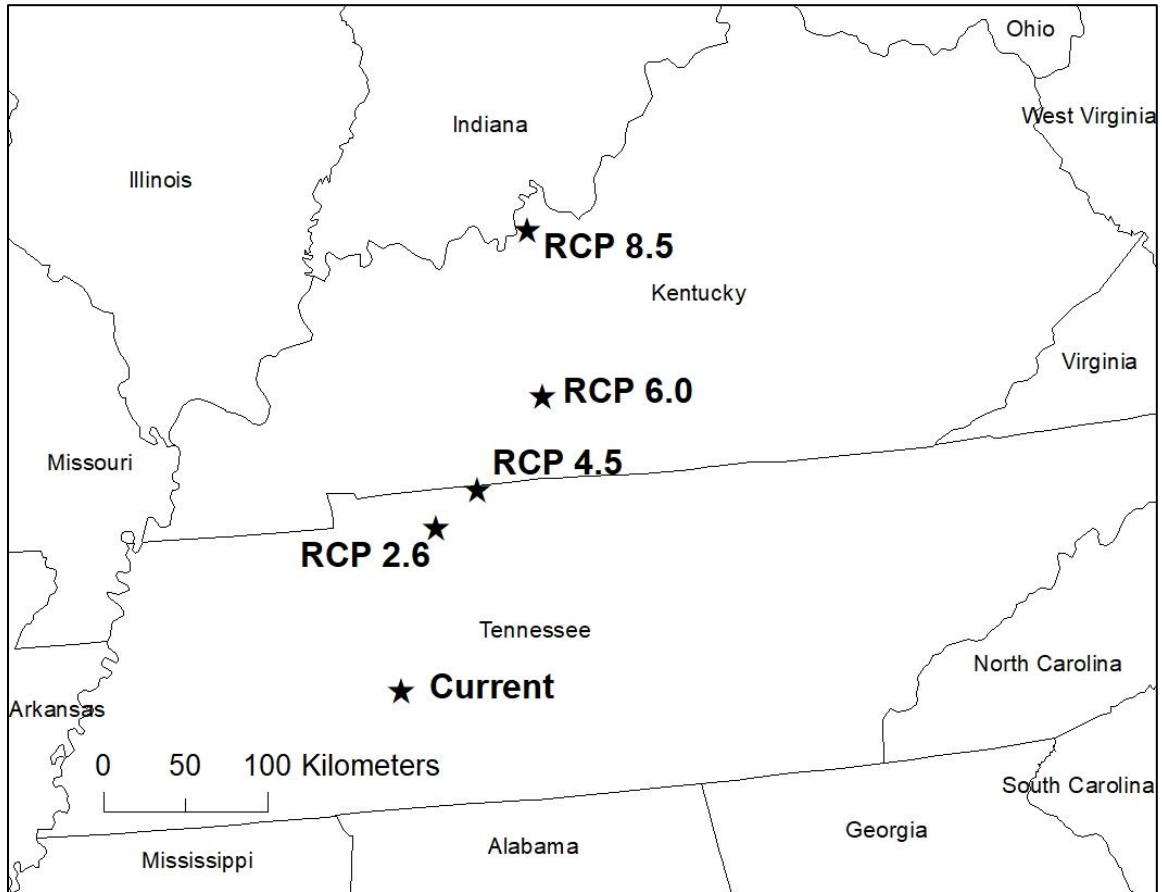 Ohio
West Virginia
Indiana
Illinois
RCP 8.5
Kentucky
Virginia
RCP 6.0
Missouri
RCP 4.5
RCP 2.6
Tennessee
North Carolina
Current
Arkansas
0 50 100 Kilometers
South Carolina
Georgia
Alabama
Mississippi